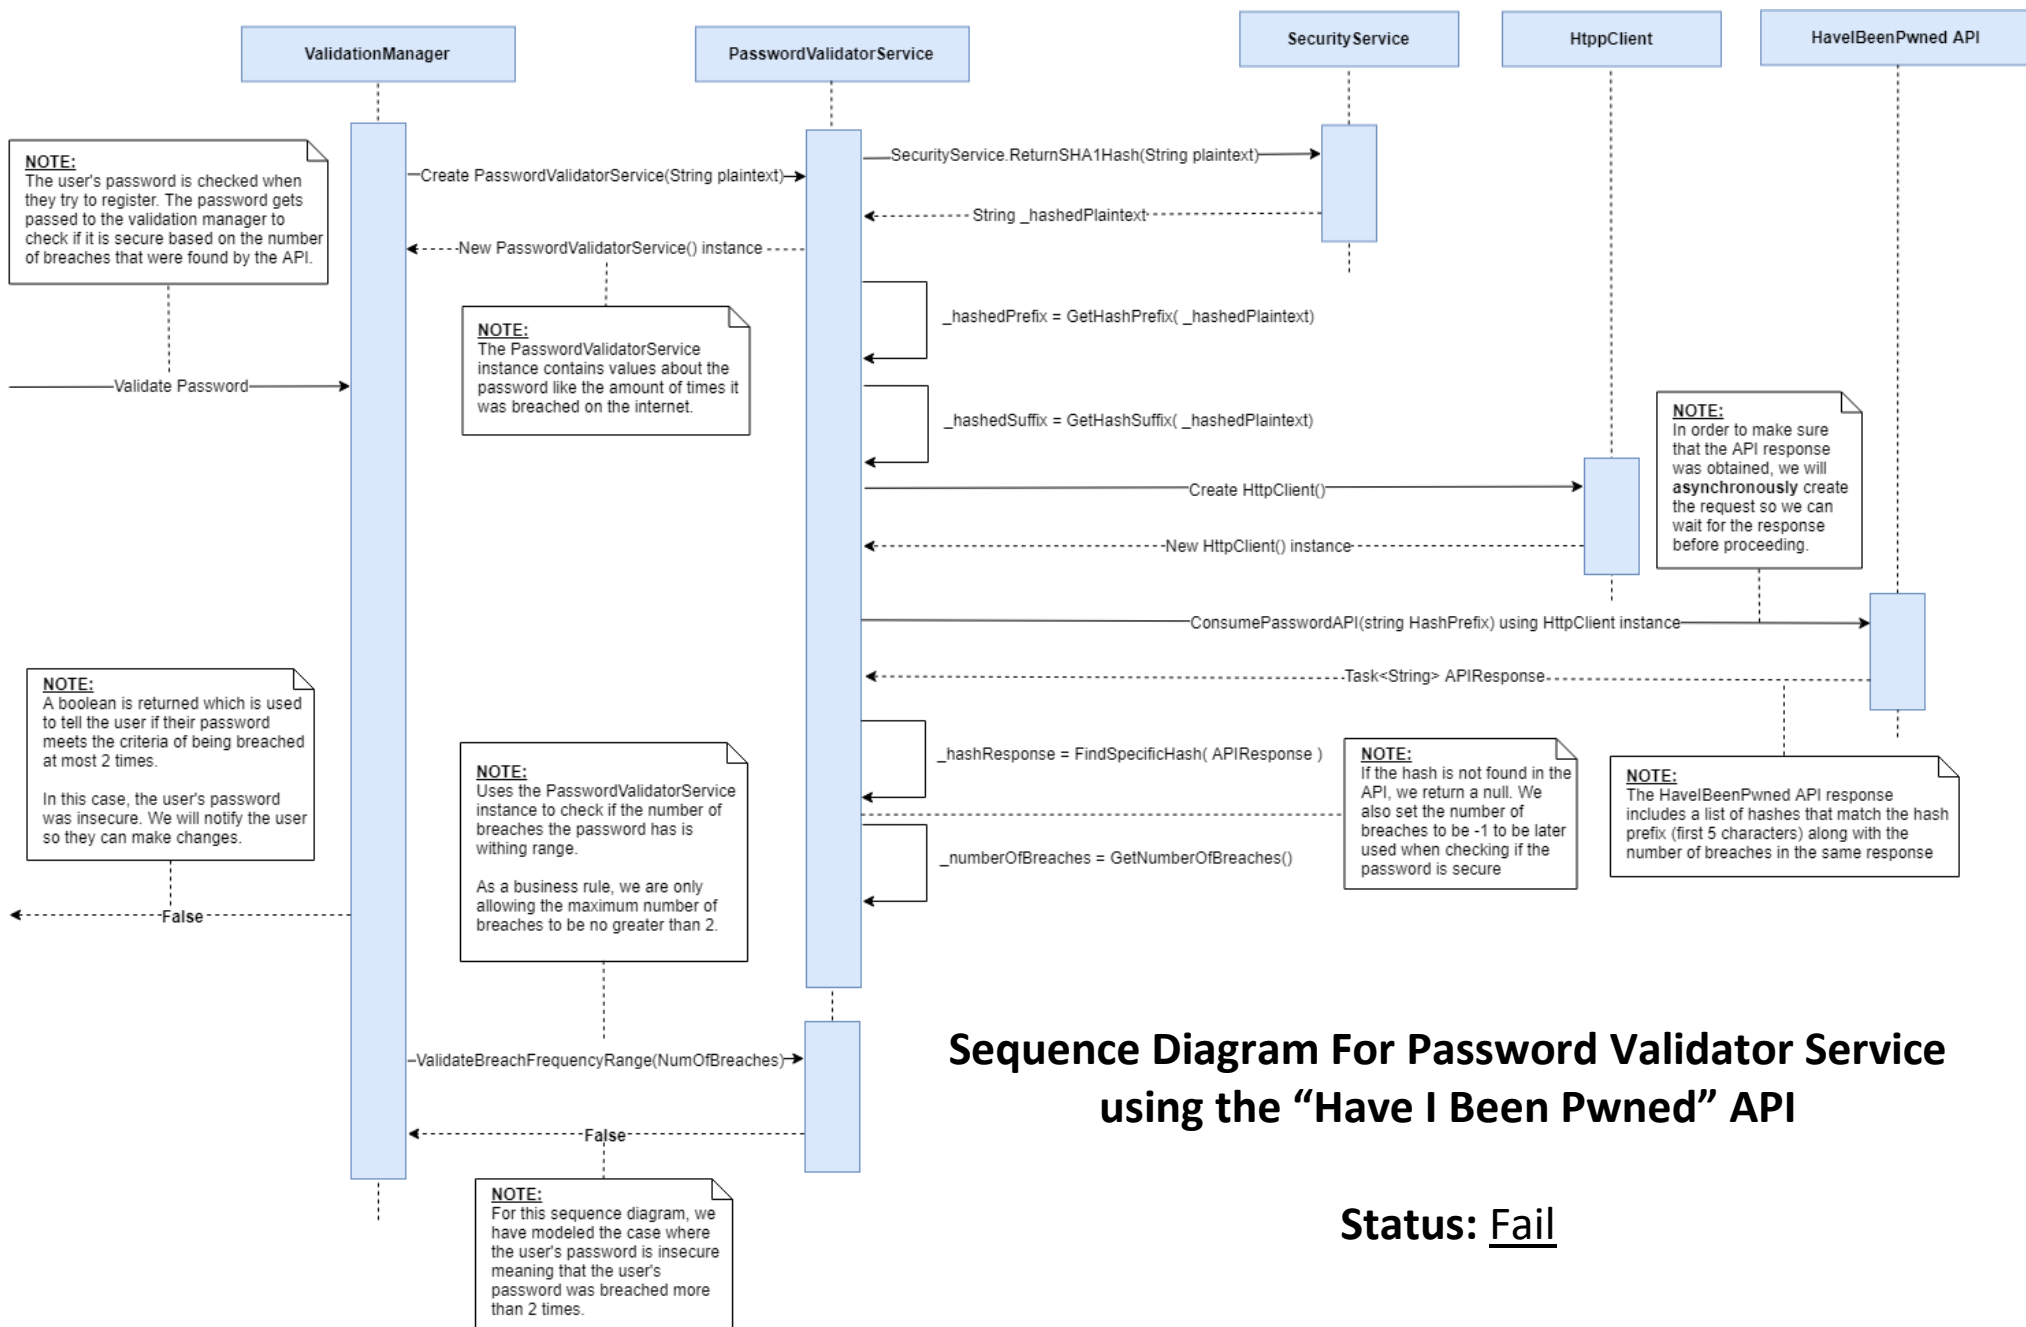 ValidationManager
PasswordValidatorService
SecurityService
HtppClient
HaveIBeenPwned API
NOTE:
The user's password is checked when
they try to register. The password gets
passed to the validation manager to
check if it is secure based on the number
of breaches that were found by the API.
Validate Password
Create PasswordValidatorService(String plaintext)
SecurityService.ReturnSHA1Hash(String plaintext)
String _hashedPlaintext
New PasswordValidatorService() instance
NOTE:
The PasswordValidatorService
instance contains values about the
password like the amount of times it
was breached on the internet.
_hashedPrefix = GetHashPrefix( _hashedPlaintext)
_hashedSuffix = GetHashSuffix( _hashedPlaintext)
Create HttpClient()
New HttpClient() instance
NOTE:
In order to make sure
that the API response
was obtained, we will
asynchronously create
the request so we can
wait for the response
before proceeding.
ConsumePasswordAPI(string HashPrefix) using HttpClient instance
Task<String> APIResponse
_hashResponse = FindSpecificHash( APIResponse )
NOTE:
If the hash is not found in the
API, we return a null. We
also set the number of
breaches to be -1 to be later
used when checking if the
password is secure
NOTE:
The HaveIBeenPwned API response
includes a list of hashes that match the hash
prefix (first 5 characters) along with the
number of breaches in the same response
_numberOfBreaches = GetNumberOfBreaches()
NOTE:
A boolean is returned which is used
to tell the user if their password
meets the criteria of being breached
at most 2 times.
In this case, the user's password
was insecure. We will notify the user
so they can make changes.
False
NOTE:
Uses the PasswordValidatorService
instance to check if the number of
breaches the password has is
withing range.
As a business rule, we are only
allowing the maximum number of
breaches to be no greater than 2.
ValidateBreachFrequencyRange(NumOfBreaches)
False
NOTE:
For this sequence diagram, we
have modeled the case where
the user's password is insecure
meaning that the user's
password was breached more
than 2 times.
Sequence Diagram For Password Validator Service
using the “Have I Been Pwned” API
Status: Fail